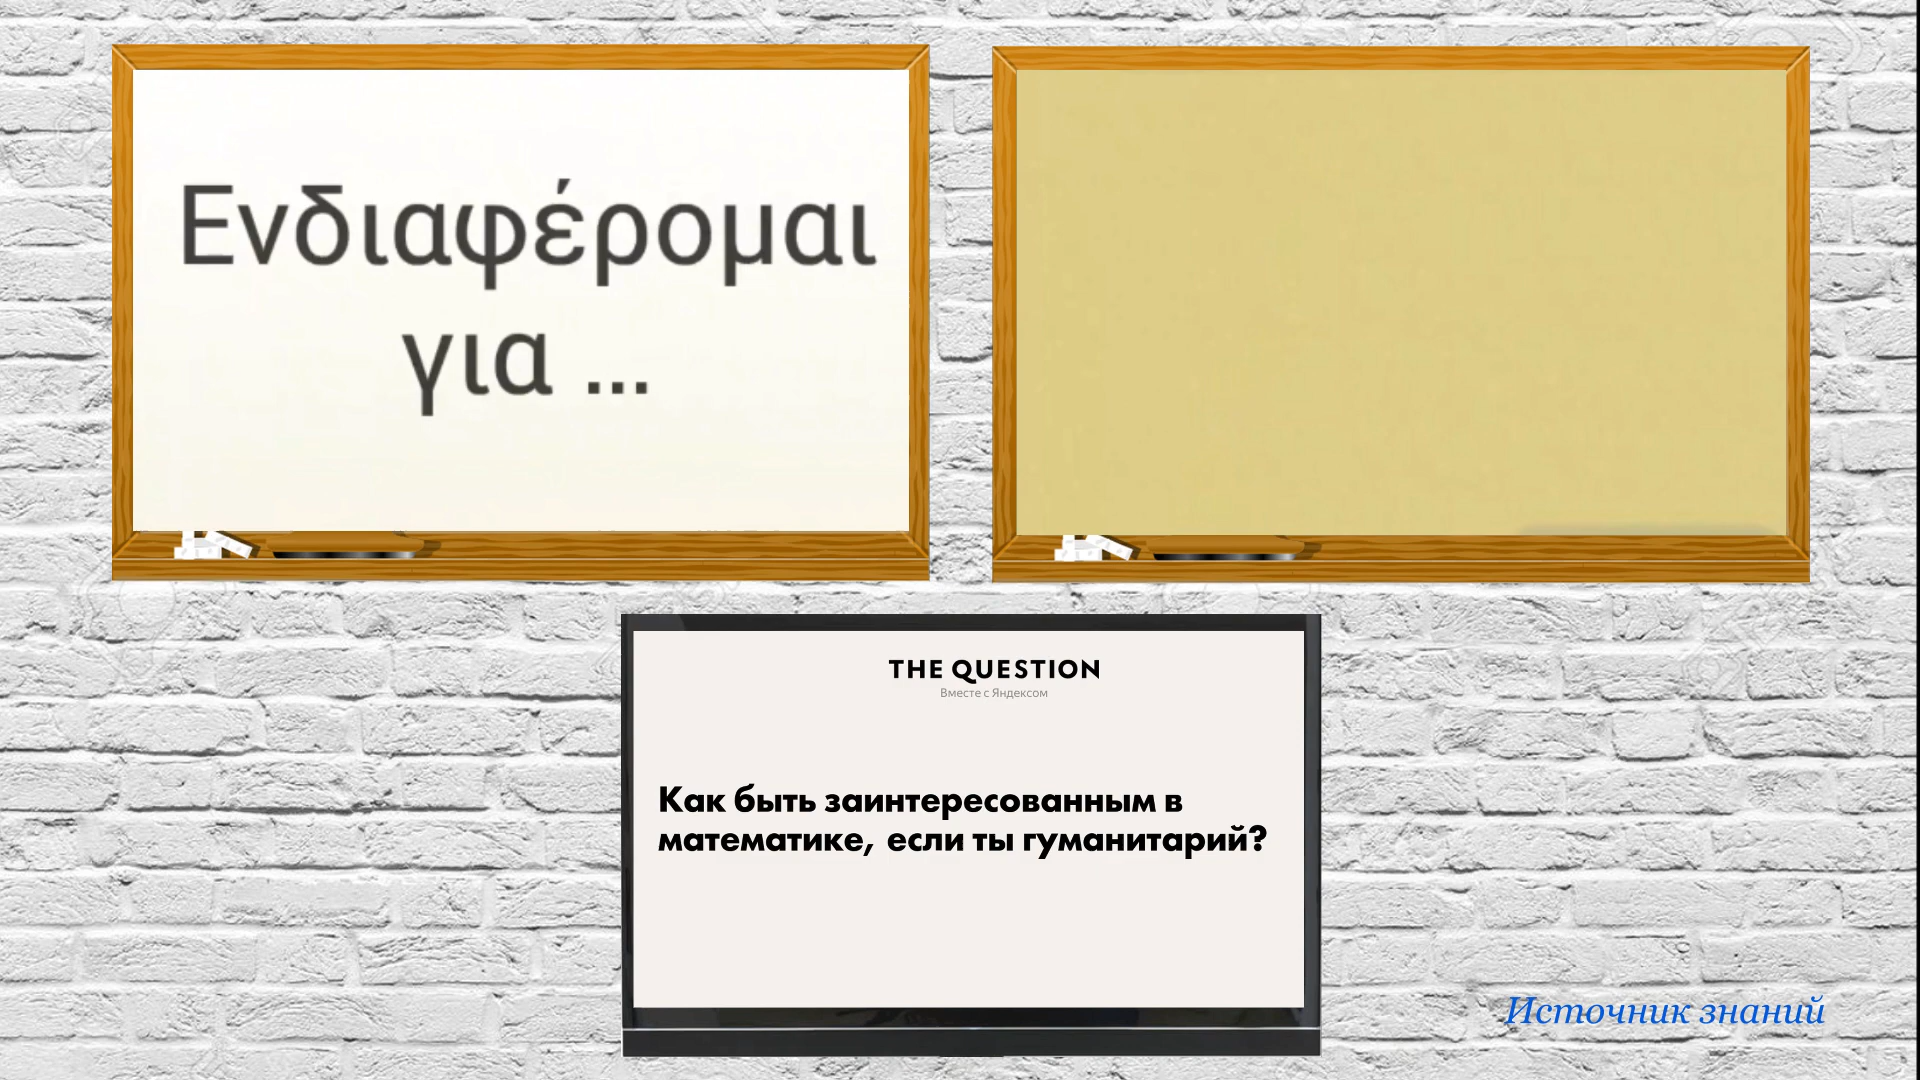 Ενδιαφέρομαι
για ...
THE QUESTION
Вместе с Яндексом
Как быть заинтересованным в
математике, если ты гуманитарий?
Источник знаний